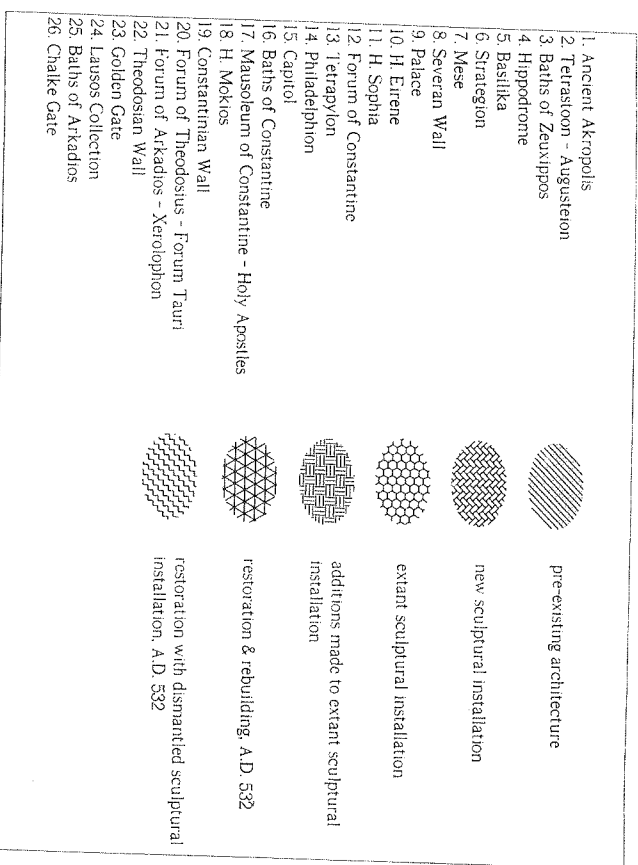 1. Ancient Akropolis
2. Tetrastoon - Augusteion
3. Baths of Zeuxippos
4. Hippodrome
5. Basilika
6. Strategion
7. Mese
8. Severan Wall
9. Palace
10. H. Eirene
11. H. Sophia
12. Forum of Constantine
13. Tetrapylon
14. Philadelphion
15. Capitol
16. Baths of Constantine
17. Mausoleum of Constantine - Holy Apostles
18. H. Mokios
19. Constantinian Wall
20. Forum of Theodosius - Forum Tauri
21. Forum of Arkadios - Xerolophon
22. Theodosian Wall
23. Golden Gate
24. Lausos Collection
25. Baths of Arkadios
26. Chalke Gate
pre-existing architecture
new sculptural installation
extant sculptural installation
additions made to extant sculptural
installation
restoration & rebuilding, A.D. 532
restoration with dismantled sculptural
installation, A.D. 532